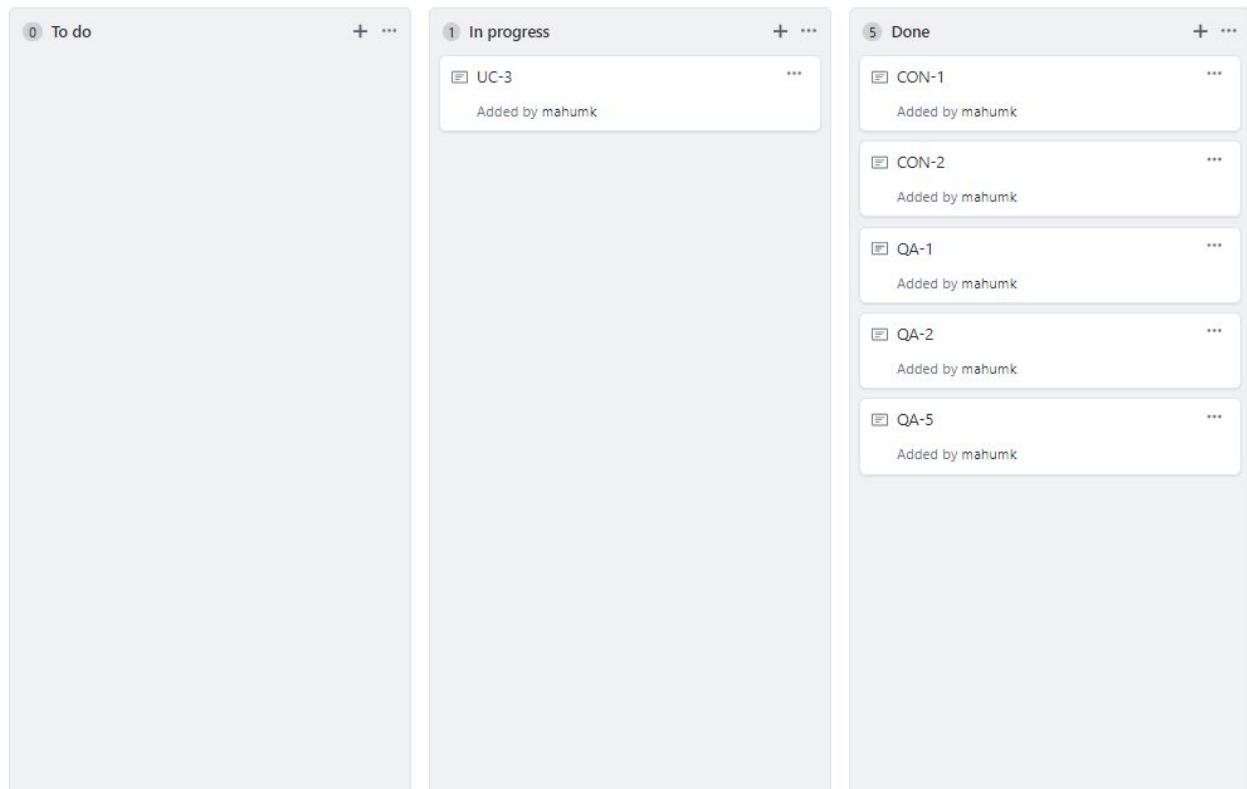 0 To do
1 In progress
UC-3
Added by mahumk
5 Done
CON-1
Added by mahumk
CON-2
Added by mahumk
QA-1
Added by mahumk
QA-2
Added by mahumk
QA-5
Added by mahumk